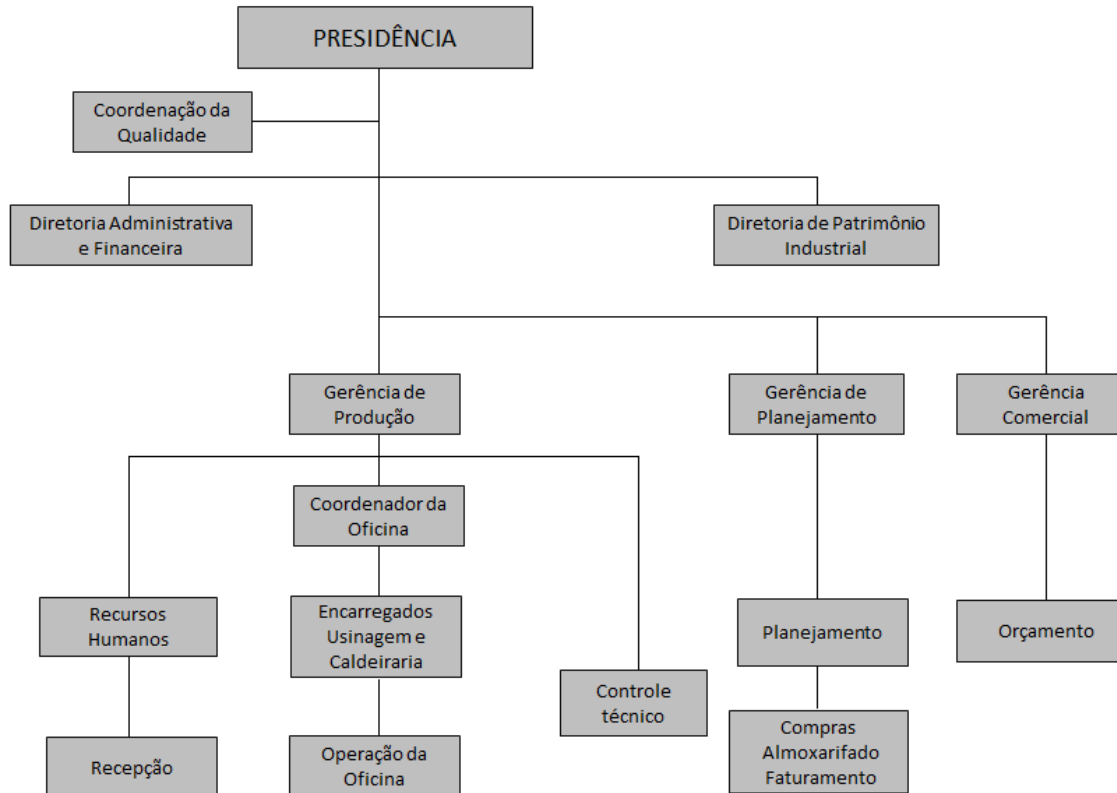 PRESIDÊNCIA
Coordenação da
Qualidade
Diretoria Administrativa
e Financeira
Diretoria de Patrimônio
Industrial
Gerência de
Produção
Gerência de
Planejamento
Gerência
Comercial
Coordenador da
Oficina
Recursos
Humanos
Encarregados
Usinagem e
Caldeiraria
Planejamento
Orçamento
Controle
técnico
Recepção
Operação da
Oficina
Compras
Almoxarifado
Faturamento